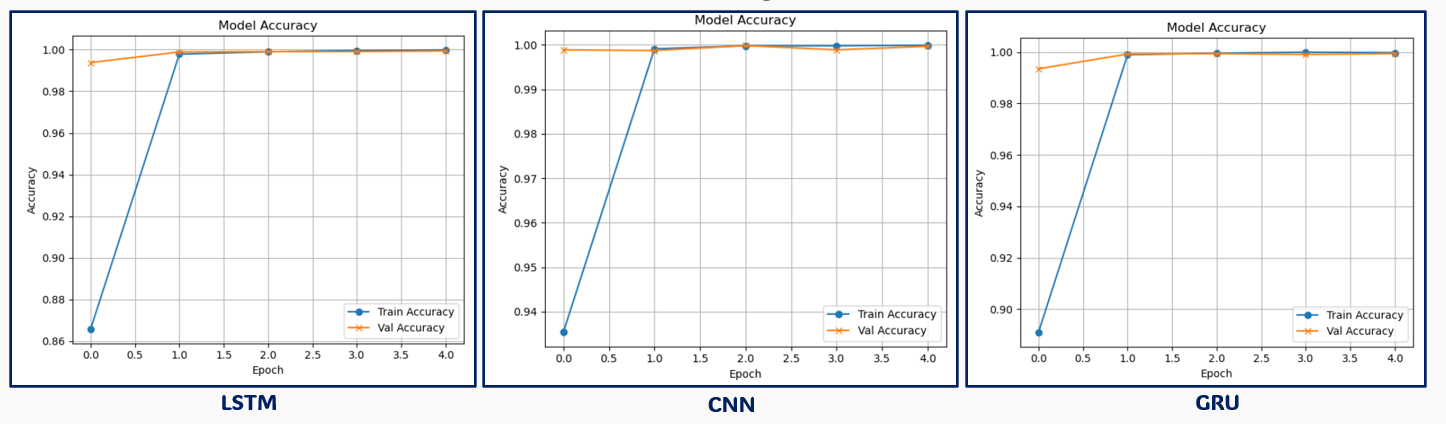 Model Accuracy
1.00
0.98
0.96
0.94
0.92
0.90
0.88
0.86
Accuracy
0.0 0.5 1.0 1.5 2.0 2.5 3.0 3.5 4.0
Epoch
Train Accuracy
Val Accuracy
LSTM
Model Accuracy
1.00
0.99
0.98
0.97
0.96
0.95
0.94
Accuracy
0.0 0.5 1.0 1.5 2.0 2.5 3.0 3.5 4.0
Epoch
Train Accuracy
Val Accuracy
CNN
Model Accuracy
1.00
0.98
0.96
0.94
0.92
0.90
Accuracy
0.0 0.5 1.0 1.5 2.0 2.5 3.0 3.5 4.0
Epoch
Train Accuracy
Val Accuracy
GRU